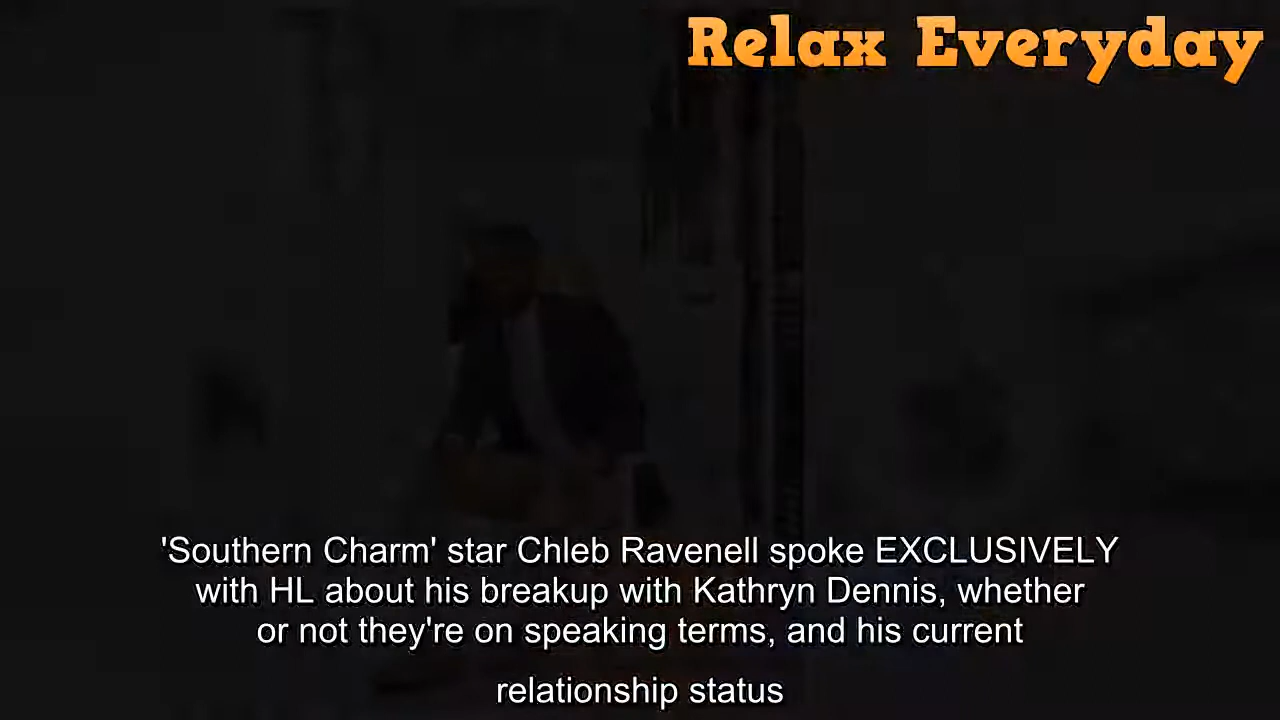 Relax Everyday
'Southern Charm' star Chleb Ravenell spoke EXCLUSIVELY
with HL about his breakup with Kathryn Dennis, whether
or not they're on speaking terms, and his current
relationship status